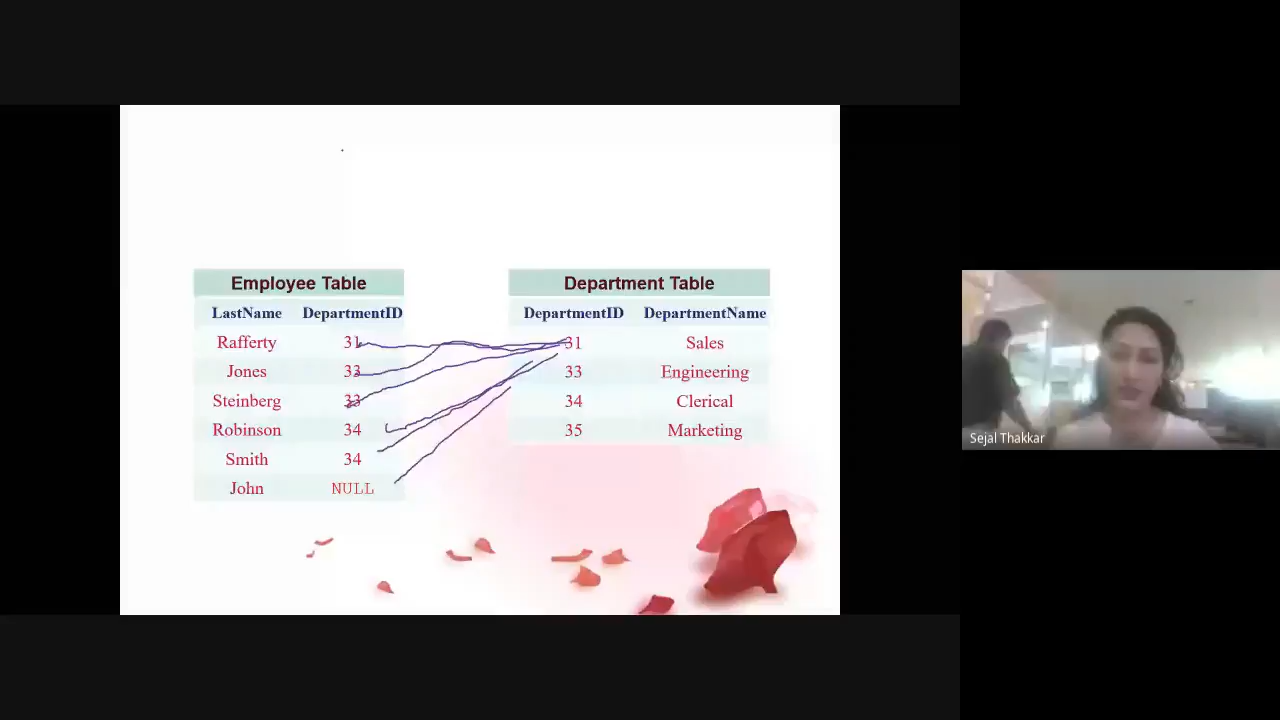 Employee Table
LastName DepartmentID
Rafferty 31
Jones 33
Steinberg 33
Robinson 34
Smith 34
John NULL
Department Table
DepartmentID DepartmentName
31 Sales
33 Engineering
34 Clerical
35 Marketing
Sejal Thakkar